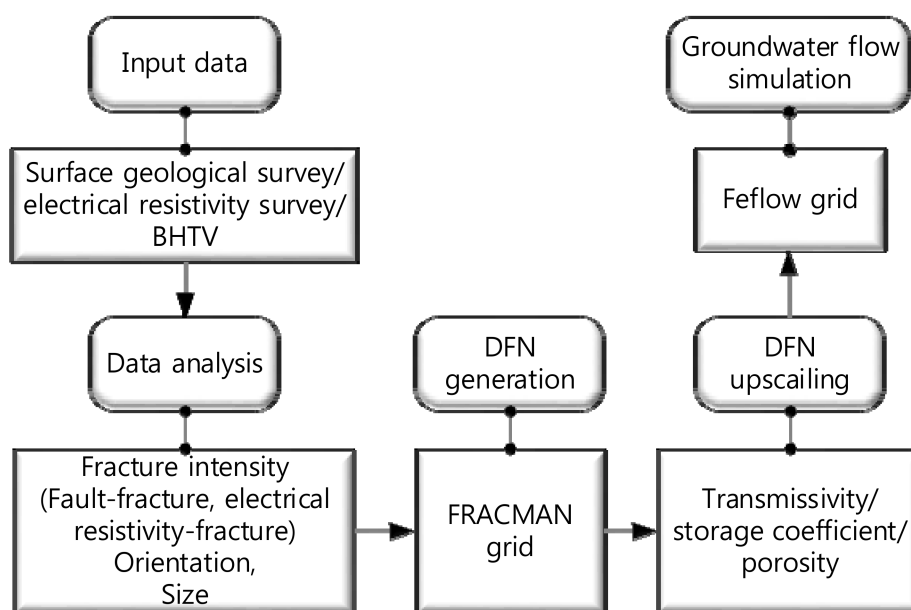 Input data
Surface geological survey/
electrical resistivity survey/
BHTV
Data analysis
Fracture intensity
(Fault-fracture, electrical
resistivity-fracture)
Orientation,
Size
DFN
generation
FRACMAN
grid
Groundwater flow
simulation
Feflow grid
DFN
upscailing
Transmissivity/
storage coefficient/
porosity